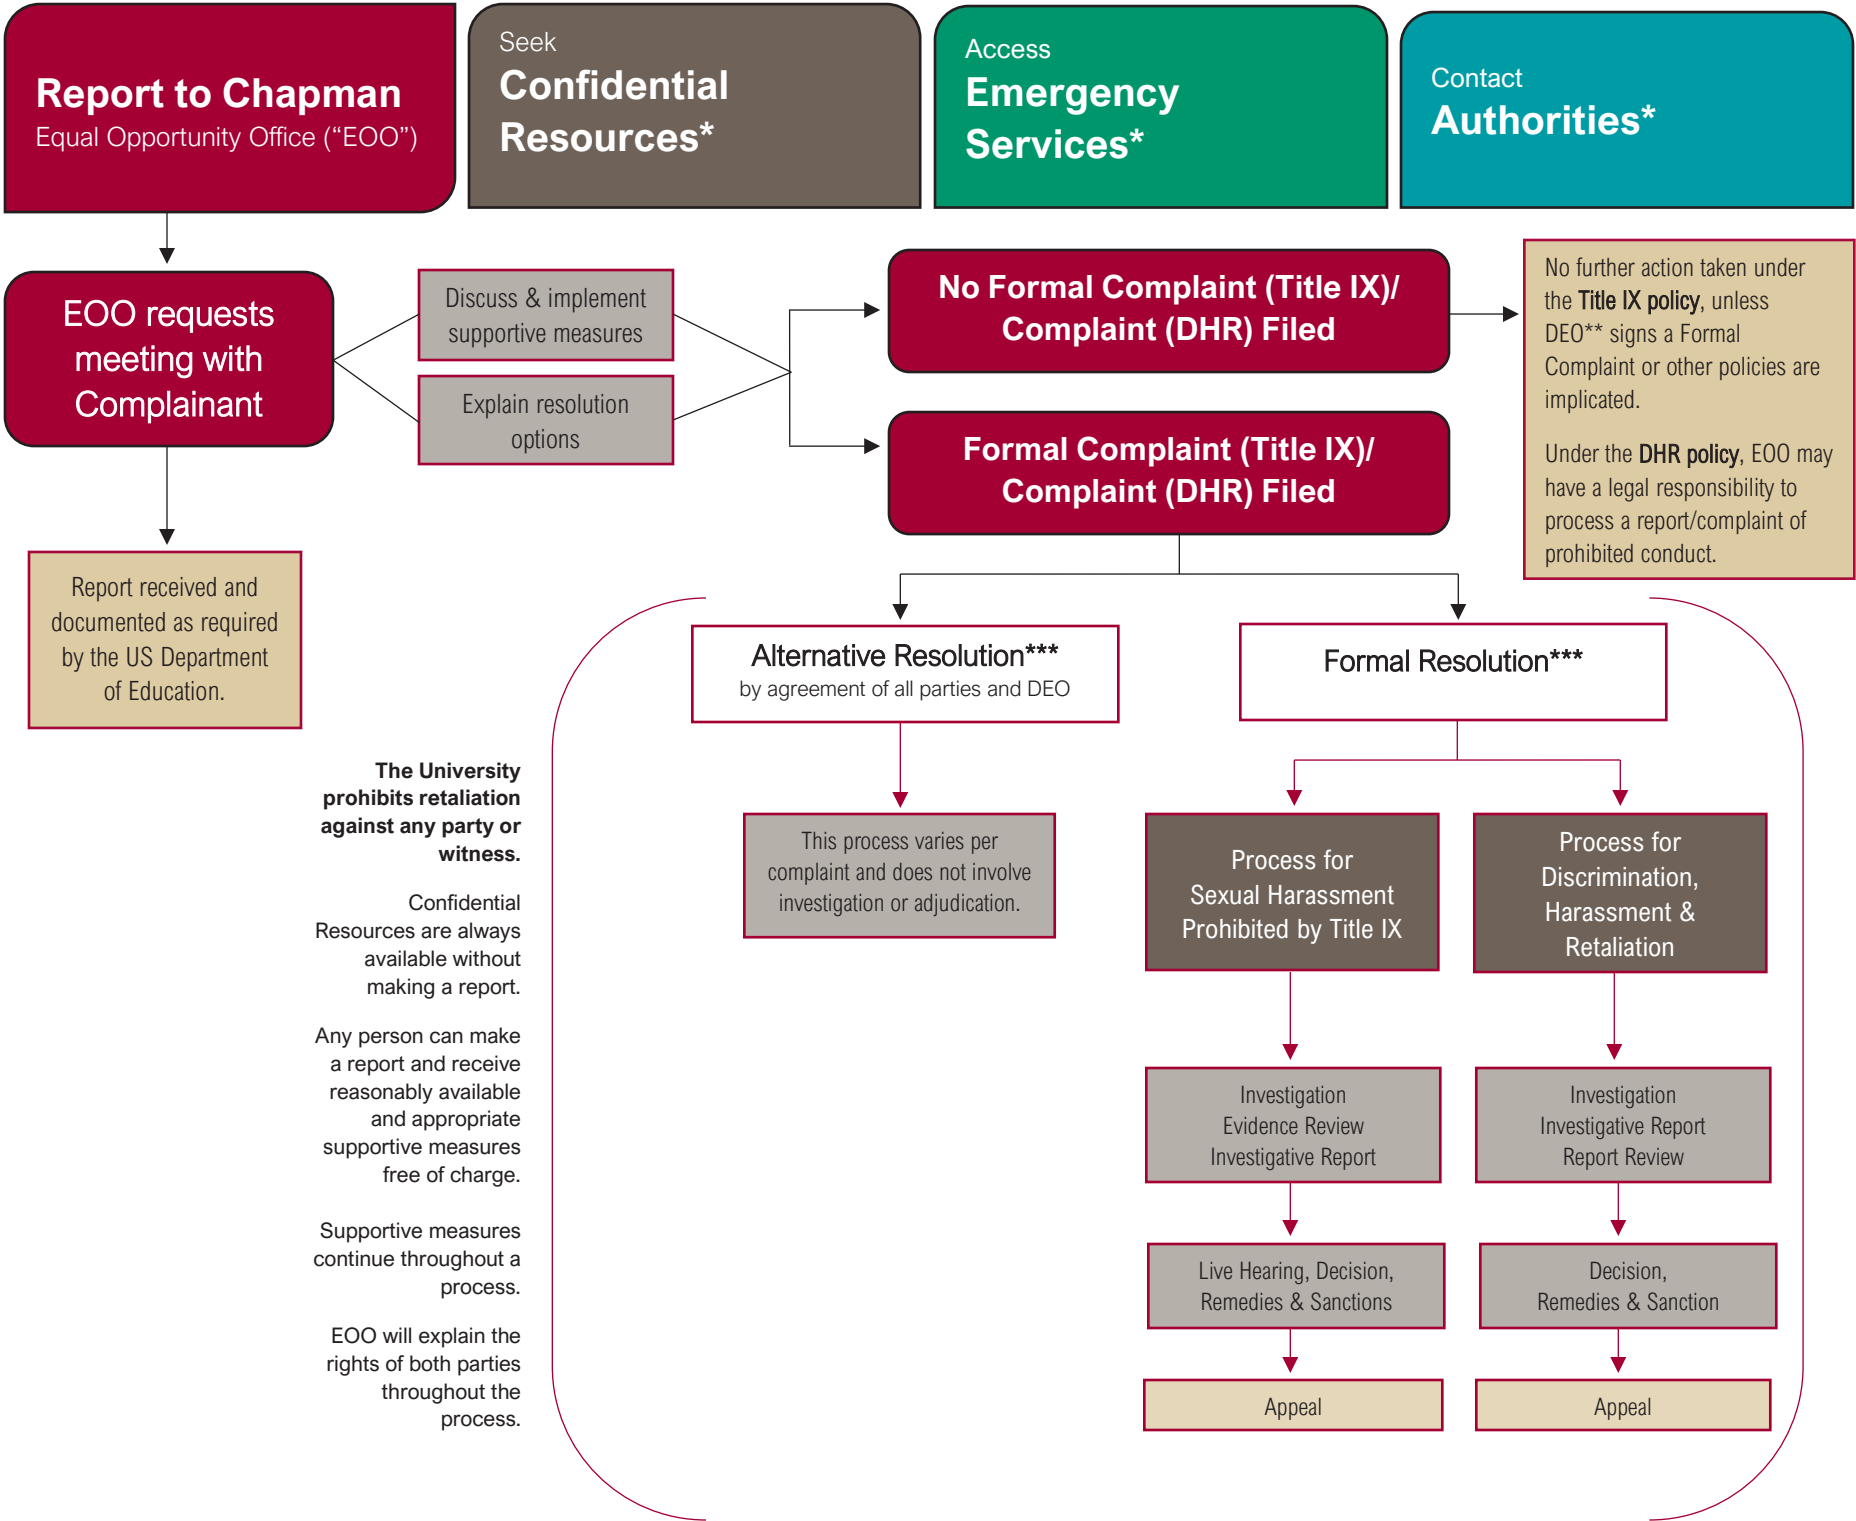 Report to Chapman
Equal Opportunity Office (“EOO”)
Seek
Confidential
Resources*
Access
Emergency
Services*
Contact
Authorities*
EOO requests
meeting with
Complainant
Discuss & implement
supportive measures
Explain resolution
options
No Formal Complaint (Title IX)/
Complaint (DHR) Filed
Formal Complaint (Title IX)/
Complaint (DHR) Filed
No further action taken under
the Title IX policy, unless
DEO** signs a Formal
Complaint or other policies are
implicated.
Under the DHR policy, EOO may
have a legal responsibility to
process a report/complaint of
prohibited conduct.
Report received and
documented as required
by the US Department
of Education.
Alternative Resolution***
by agreement of all parties and DEO
Formal Resolution***
The University
prohibits retaliation
against any party or
witness.
Confidential
Resources are always
available without
making a report.
Any person can make
a report and receive
reasonably available
and appropriate
supportive measures
free of charge.
Supportive measures
continue throughout a
process.
EOO will explain the
rights of both parties
throughout the
process.
This process varies per
complaint and does not involve
investigation or adjudication.
Process for
Sexual Harassment
Prohibited by Title IX
Process for
Discrimination,
Harassment &
Retaliation
Investigation
Evidence Review
Investigative Report
Investigation
Investigative Report
Report Review
Live Hearing, Decision,
Remedies & Sanctions
Decision,
Remedies & Sanction
Appeal
Appeal